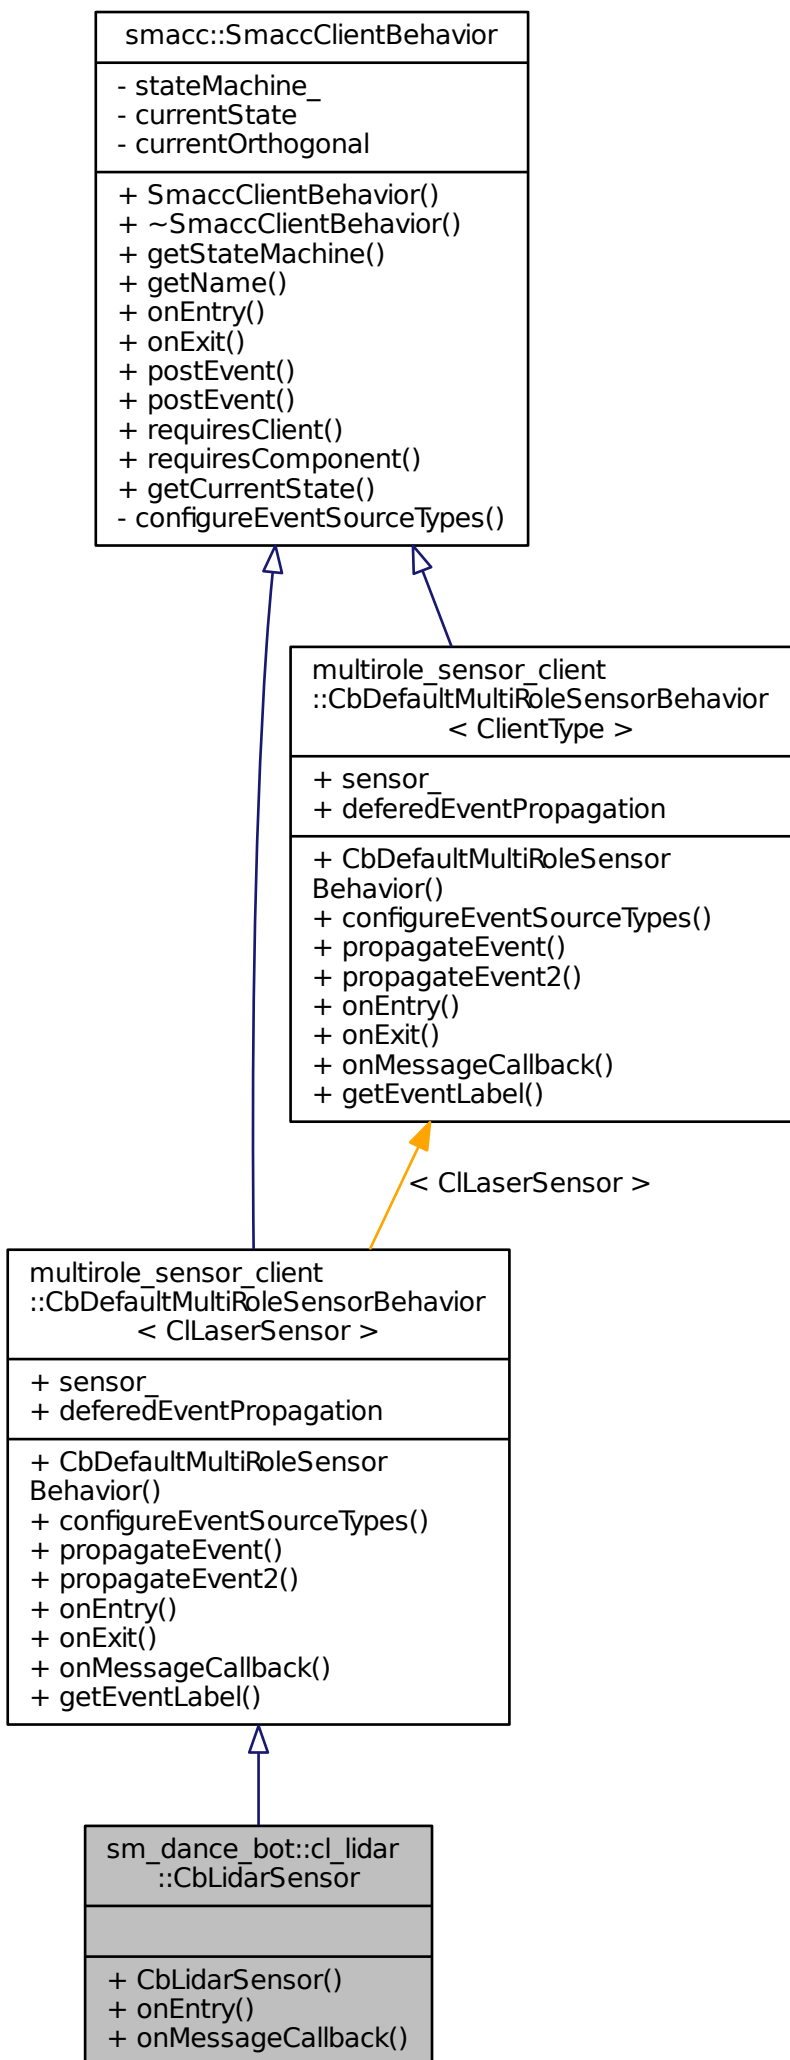 smacc::SmaccClientBehavior
- stateMachine_
- currentState
- currentOrthogonal
+ SmaccClientBehavior()
+ ~SmaccClientBehavior()
+ getStateMachine()
+ getName()
+ onEntry()
+ onExit()
+ postEvent()
+ postEvent()
+ requiresClient()
+ requiresComponent()
+ getCurrentState()
- configureEventSourceTypes()
multirole_sensor_client
::CbDefaultMultiRoleSensorBehavior
< ClientType >
+ sensor_
+ deferedEventPropagation
+ CbDefaultMultiRoleSensor
Behavior()
+ configureEventSourceTypes()
+ propagateEvent()
+ propagateEvent2()
+ onEntry()
+ onExit()
+ onMessageCallback()
+ getEventLabel()
< ClLaserSensor >
multirole_sensor_client
::CbDefaultMultiRoleSensorBehavior
< ClLaserSensor >
+ sensor_
+ deferedEventPropagation
+ CbDefaultMultiRoleSensor
Behavior()
+ configureEventSourceTypes()
+ propagateEvent()
+ propagateEvent2()
+ onEntry()
+ onExit()
+ onMessageCallback()
+ getEventLabel()
sm_dance_bot::cl_lidar
::CbLidarSensor
+ CbLidarSensor()
+ onEntry()
+ onMessageCallback()